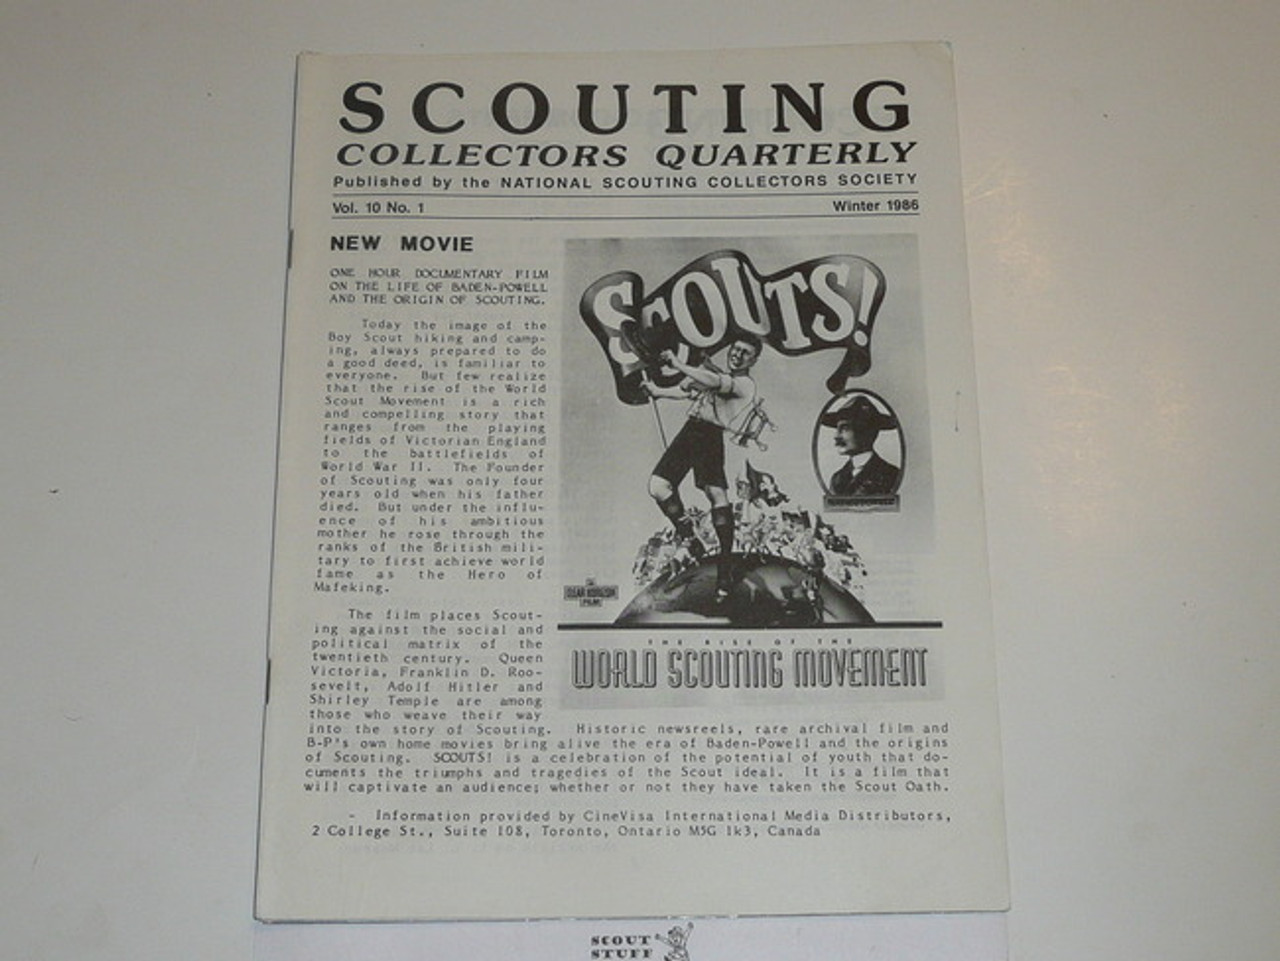 SCOUTING
COLLECTORS QUARTERLY
Published by the NATIONAL SCOUTING COLLECTORS SOCIETY
Vol. 10 No. 1 Winter 1986
NEW MOVIE
ONE HOUR DOCUMENTARY FILM
ON THE LIFE OF BADEN-POWELL
AND THE ORIGIN OF SCOUTING.
Today the image of the
Boy Scout hiking and camp-
ing, always prepared to do
a good deed, is familiar to
everyone. But few realize
that the rise of the World
Scout Movement is a rich
and compelling story that
ranges from the playing
fields of Victorian England
to the battlefields of
World War II. The Founder
of Scouting was only four
years old when his father
died. But under the influ-
ence of his ambitious
mother he rose through the
ranks of the British mili-
tary to first achieve world
fame as the Hero of
Mafeking.
The film places Scout-
ing against the social and
political matrix of the
twentieth century. Queen
Victoria, Franklin D. Roo-
sevelt, Adolf Hitler and
Shirley Temple are among
those who weave their way
into the story of Scouting. Historic newsreels, rare archival film and
B-P's own home movies bring alive the era of Baden-Powell and the origins
of Scouting. SCOUTS! is a celebration of the potential of youth that do-
cuments the triumphs and tragedies of the Scout ideal. It is a film that
will captivate an audience; whether or not they have taken the Scout Oath.
- Information provided by CineVisa International Media Distributors,
2 College St., Suite 108, Toronto, Ontario M5G 1k3, Canada
SCOUTS!
BADEN-POWELL
A
CLEAR HORIZON
FILM
THE RISE OF THE
WORLD SCOUTING MOVEMENT
SCOUT
STUFF